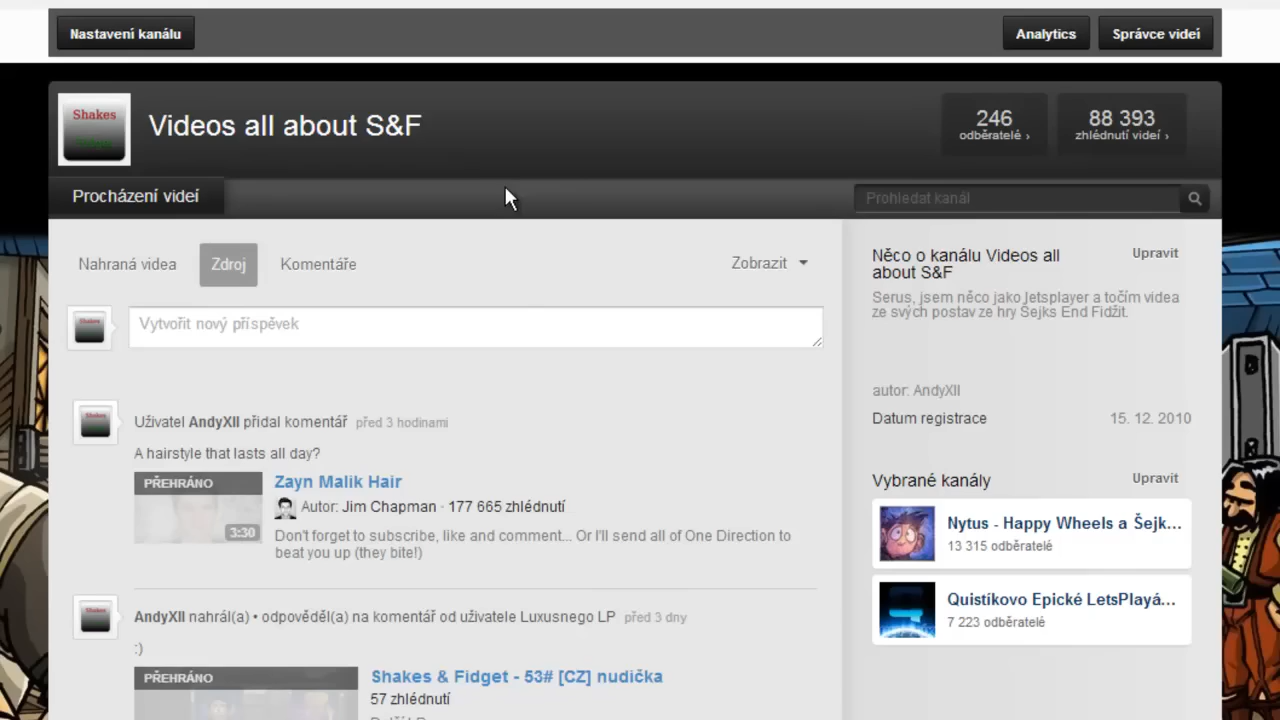 Nastavení kanálu
Analytics
Správce videí
Shakes
Videos all about S&F
246
odběratelé ›
88 393
zhlédnutí videí ›
Procházení videí
Prohledat kanál
Nahraná videa
Zdroj
Komentáře
Zobrazit
Vytvořit nový příspěvek
Uživatel AndyXII přidal komentář před 3 hodinami
A hairstyle that lasts all day?
PŘEHRÁNO
3:30
Zayn Malik Hair
Autor: Jim Chapman · 177 665 zhlédnutí
Don't forget to subscribe, like and comment... Or I'll send all of One Direction to
beat you up (they bite!)
AndyXII nahrál(a) • odpověděl(a) na komentář od uživatele Luxusnego LP před 3 dny
:)
PŘEHRÁNO
Shakes & Fidget - 53# [CZ] nudička
57 zhlédnutí
Něco o kanálu Videos all
about S&F
Upravit
Serus, jsem něco jako Jetsplayer a točím videa
ze svých postav ze hry Šejks End Fidžit.
autor: AndyXII
Datum registrace 15. 12. 2010
Vybrané kanály
Upravit
Nytus - Happy Wheels a Šejk...
13 315 odběratelé
Quistikovo Epické LetsPlayá...
7 223 odběratelé